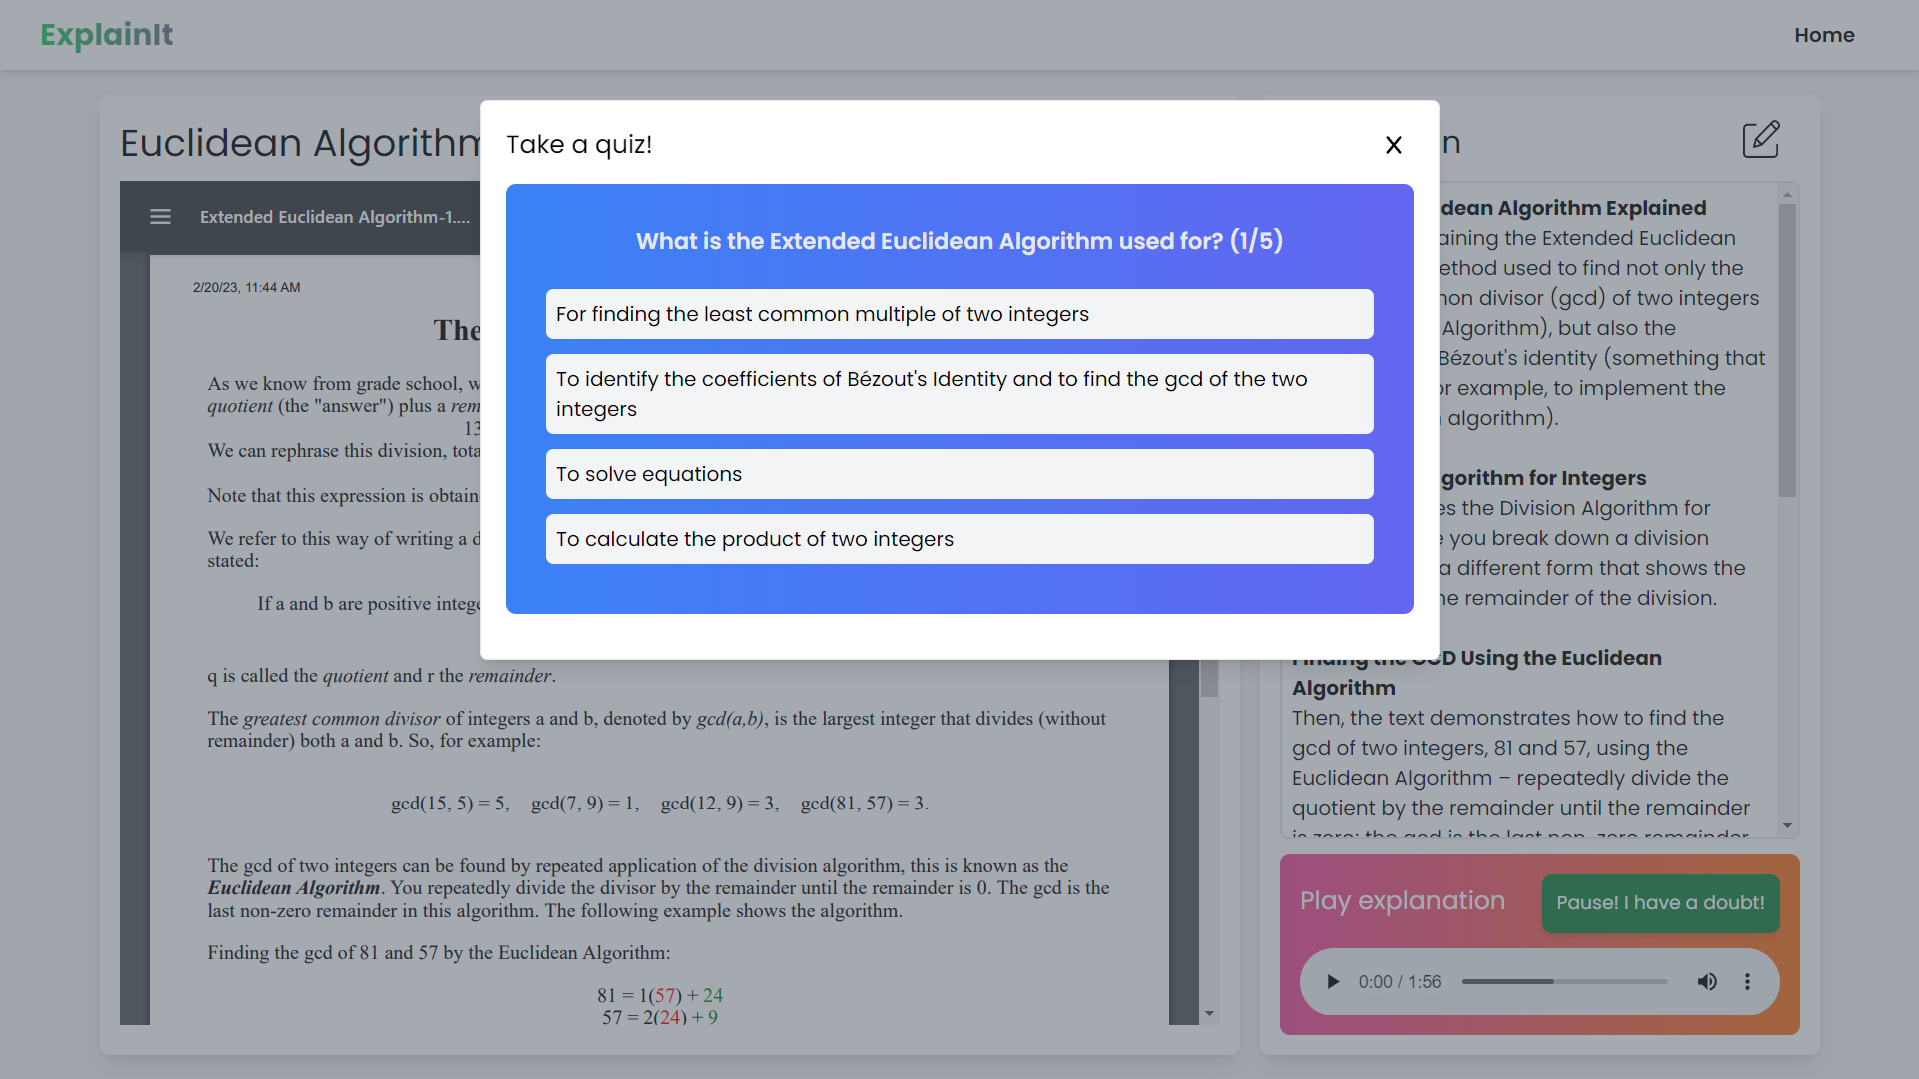 ExplainIt
Home
Euclidean Algorithm
Extended Euclidean Algorithm-1....
2/20/23, 11:44 AM
The
As we know from grade school, w
quotient (the "answer") plus a rem
13
We can rephrase this division, tota
Note that this expression is obtain
We refer to this way of writing a d
stated:
If a and b are positive intege
q is called the quotient and r the remainder.
The greatest common divisor of integers a and b, denoted by gcd(a,b), is the largest integer that divides (without
remainder) both a and b. So, for example:
gcd(15, 5) = 5, gcd(7, 9) = 1, gcd(12, 9) = 3, gcd(81, 57) = 3.
The gcd of two integers can be found by repeated application of the division algorithm, this is known as the
Euclidean Algorithm. You repeatedly divide the divisor by the remainder until the remainder is 0. The gcd is the
last non-zero remainder in this algorithm. The following example shows the algorithm.
Finding the gcd of 81 and 57 by the Euclidean Algorithm:
81 = 1(57) + 24
57 = 2(24) + 9
Take a quiz!
X
What is the Extended Euclidean Algorithm used for? (1/5)
For finding the least common multiple of two integers
To identify the coefficients of Bézout's Identity and to find the gcd of the two
integers
To solve equations
To calculate the product of two integers
n
dean Algorithm Explained
aining the Extended Euclidean
ethod used to find not only the
non divisor (gcd) of two integers
Algorithm), but also the
Bézout's identity (something that
or example, to implement the
algorithm).
gorithm for Integers
es the Division Algorithm for
e you break down a division
a different form that shows the
he remainder of the division.
Finding the GCD Using the Euclidean
Algorithm
Then, the text demonstrates how to find the
gcd of two integers, 81 and 57, using the
Euclidean Algorithm – repeatedly divide the
quotient by the remainder until the remainder
is zero; the gcd is the last non-zero remainder
Play explanation
Pause! I have a doubt!
0:00 / 1:56